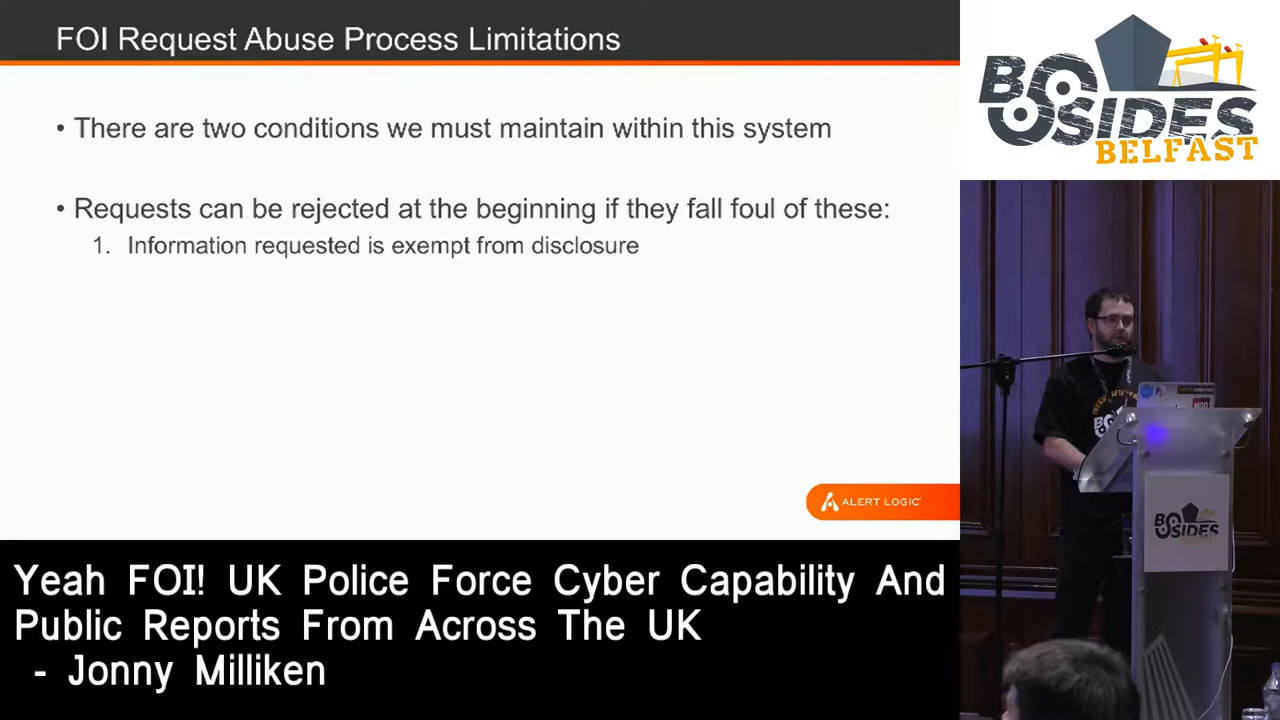 FOI Request Abuse Process Limitations
• There are two conditions we must maintain within this system
• Requests can be rejected at the beginning if they fall foul of these:
1. Information requested is exempt from disclosure
ALERT LOGIC
BSIDES
BELFAST
BSIDES
BSIDES
Yeah FOI! UK Police Force Cyber Capability And
Public Reports From Across The UK
- Jonny Milliken